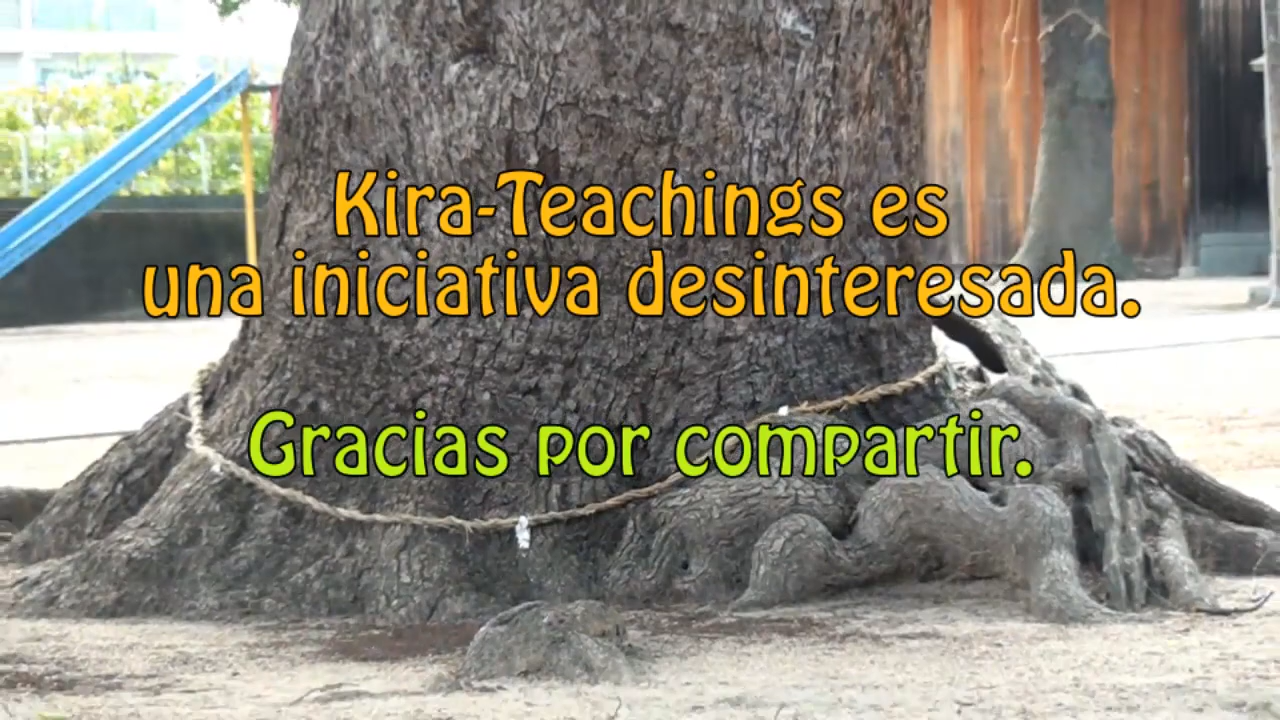 Kira-Teachings es
una iniciativa desinteresada.
Gracias por compartir.